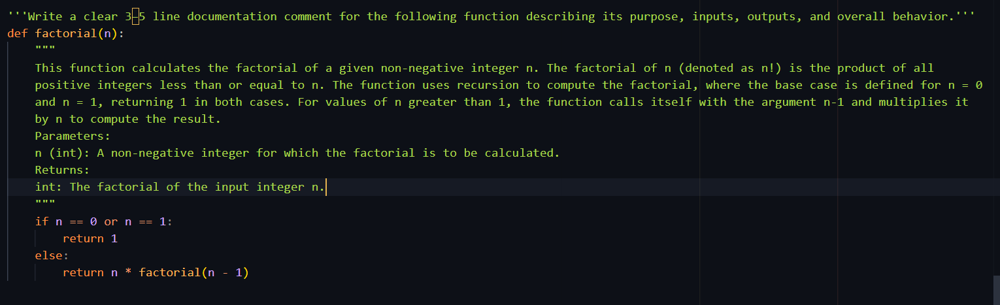 '''Write a clear 3–5 line documentation comment for the following function describing its purpose, inputs, outputs, and overall behavior.'''
def factorial(n):
    """
    This function calculates the factorial of a given non-negative integer n. The factorial of n (denoted as n!) is the product of all
    positive integers less than or equal to n. The function uses recursion to compute the factorial, where the base case is defined for n = 0
    and n = 1, returning 1 in both cases. For values of n greater than 1, the function calls itself with the argument n-1 and multiplies it
    by n to compute the result.
    Parameters:
    n (int): A non-negative integer for which the factorial is to be calculated.
    Returns:
    int: The factorial of the input integer n.
    """
    if n == 0 or n == 1:
        return 1
    else:
        return n * factorial(n - 1)